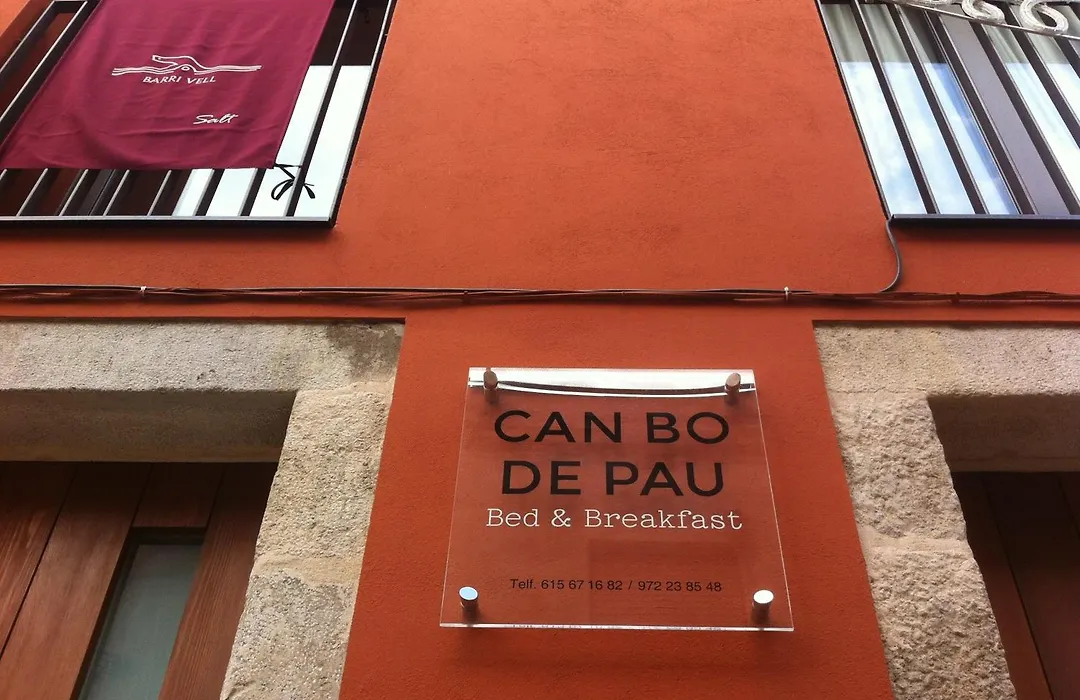 BARRI VELL
Salt
CAN BO
DE PAU
Bed & Breakfast
Telf. 615 67 16 82 / 972 23 85 48